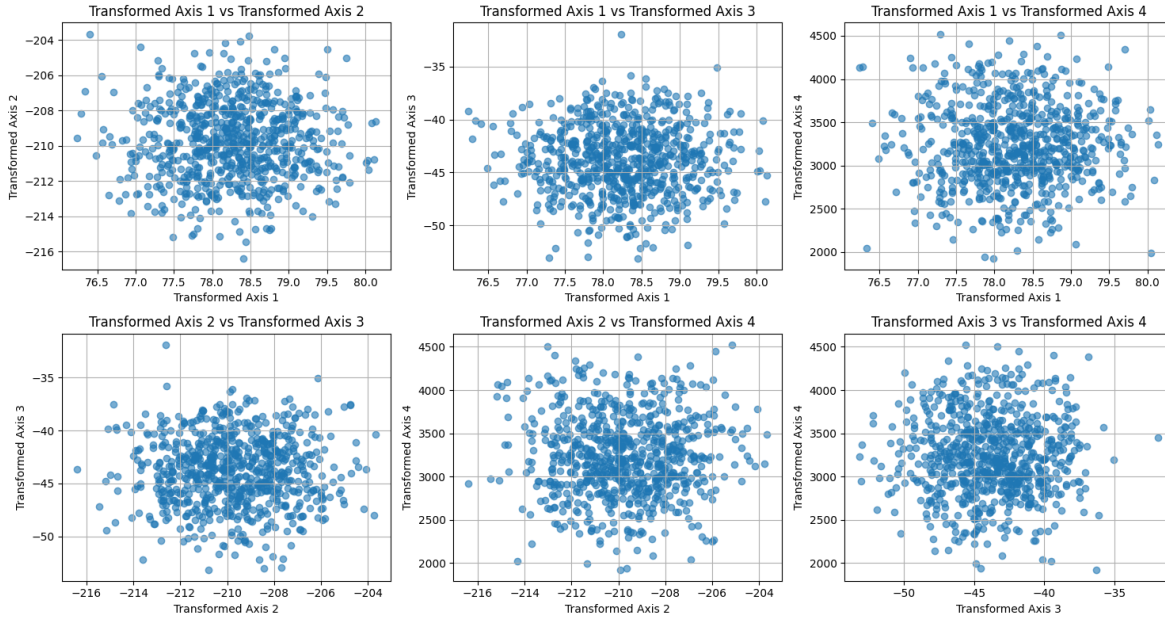 Transformed Axis 1 vs Transformed Axis 2
Transformed Axis 1 vs Transformed Axis 3
Transformed Axis 1 vs Transformed Axis 4
−204
−206
−208
−210
−212
−214
−216
Transformed Axis 2
76.5 77.0 77.5 78.0 78.5 79.0 79.5 80.0
Transformed Axis 1
−35
−40
−45
−50
Transformed Axis 3
76.5 77.0 77.5 78.0 78.5 79.0 79.5 80.0
Transformed Axis 1
4500
4000
3500
3000
2500
2000
Transformed Axis 4
76.5 77.0 77.5 78.0 78.5 79.0 79.5 80.0
Transformed Axis 1
Transformed Axis 2 vs Transformed Axis 3
Transformed Axis 2 vs Transformed Axis 4
Transformed Axis 3 vs Transformed Axis 4
−35
−40
−45
−50
Transformed Axis 3
−216 −214 −212 −210 −208 −206 −204
Transformed Axis 2
4500
4000
3500
3000
2500
2000
Transformed Axis 4
−216 −214 −212 −210 −208 −206 −204
Transformed Axis 2
4500
4000
3500
3000
2500
2000
Transformed Axis 4
−50 −45 −40 −35
Transformed Axis 3